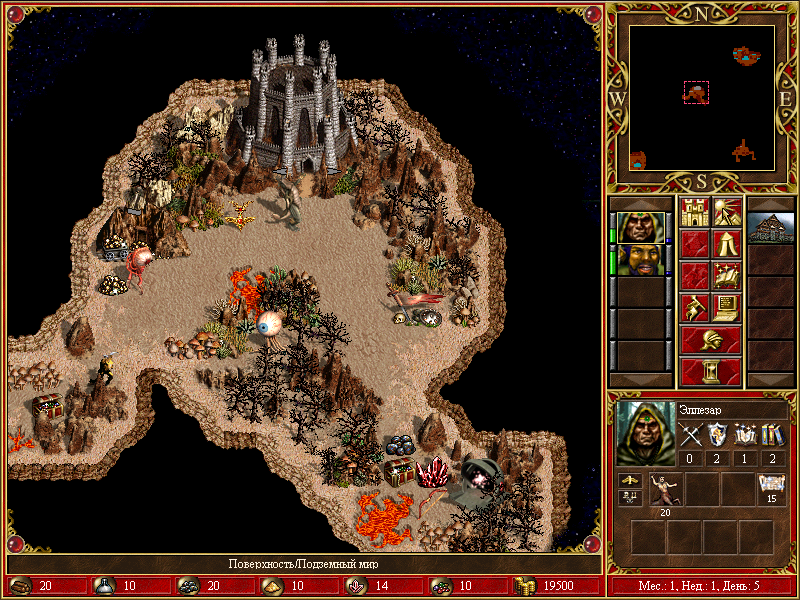 N
W
E
S
Эллезар
0
2
1
2
20
15
Поверхность/Подземный мир
20
10
20
10
14
10
19500
Мес.: 1, Нед.: 1, День: 5